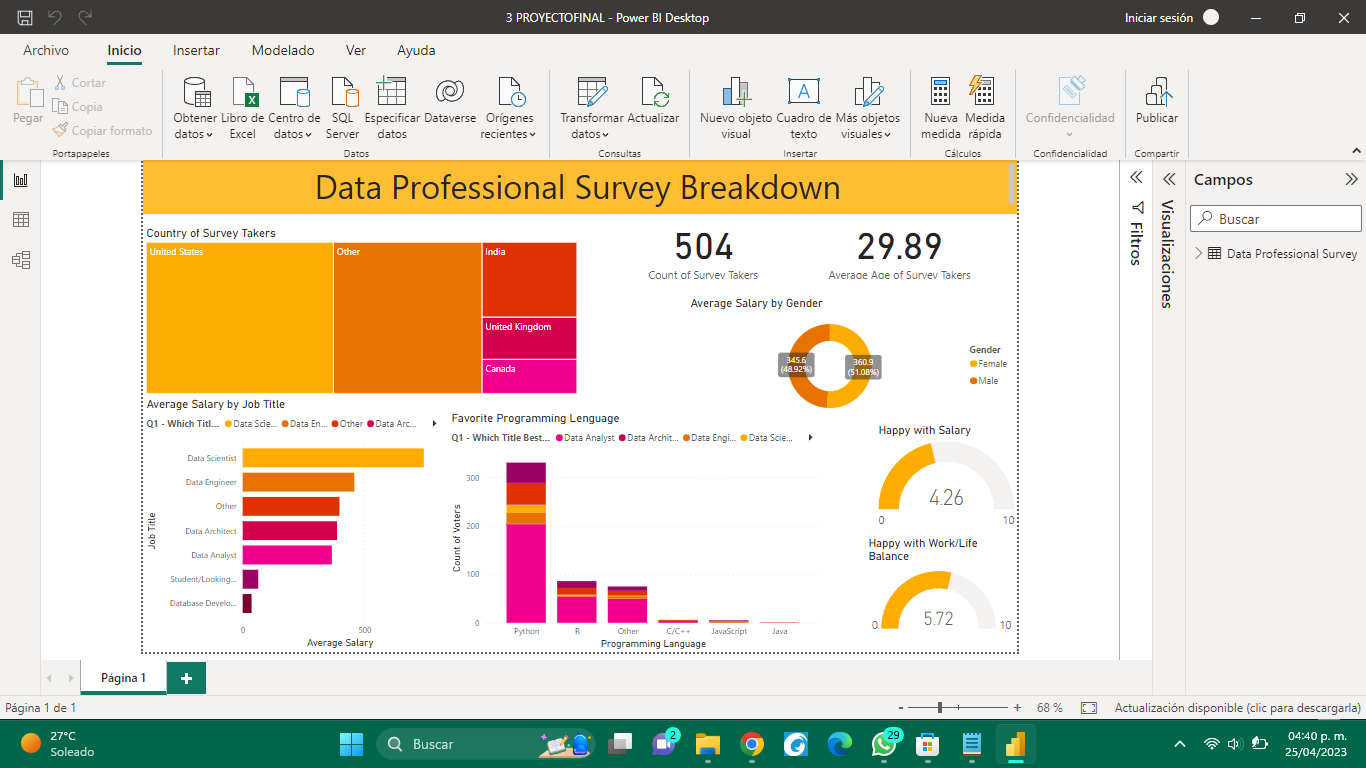 3 PROYECTOFINAL - Power BI Desktop
Iniciar sesión
Archivo Inicio Insertar Modelado Ver Ayuda
Pegar
Cortar
Copia
Copiar formato
Portapapeles
Obtener datos
Libro de Excel
Centro de datos
SQL Server
Especificar datos
Dataverse
Orígenes recientes
Datos
Transformar datos
Actualizar
Consultas
Nuevo objeto visual
Cuadro de texto
Más objetos visuales
Insertar
Nueva medida
Medida rápida
Cálculos
Confidencialidad
Confidencialidad
Publicar
Compartir
Data Professional Survey Breakdown
Country of Survey Takers
United States
Other
India
United Kingdom
Canada
504
Count of Survey Takers
29.89
Average Age of Survey Takers
Average Salary by Gender
345.6
(48.92%)
360.9
(51.08%)
Gender
Female
Male
Average Salary by Job Title
Q1 - Which Titl... Data Scie... Data En... Other Data Arc...
Job Title
Data Scientist
Data Engineer
Other
Data Architect
Data Analyst
Student/Looking...
Database Develo...
0 500
Average Salary
Favorite Programming Lenguage
Q1 - Which Title Best... Data Analyst Data Archit... Data Engi... Data Scie...
Count of Voters
300
200
100
0
Python R Other C/C++ JavaScript Java
Programming Language
Happy with Salary
4.26
0 10
Happy with Work/Life
Balance
5.72
0 10
Filtros
Visualizaciones
Campos
Buscar
Data Professional Survey
Página 1
Página 1 de 1
- + 68 %
Actualización disponible (clic para descargarla)
27°C
Soleado
Buscar
2
29
04:40 p. m.
25/04/2023